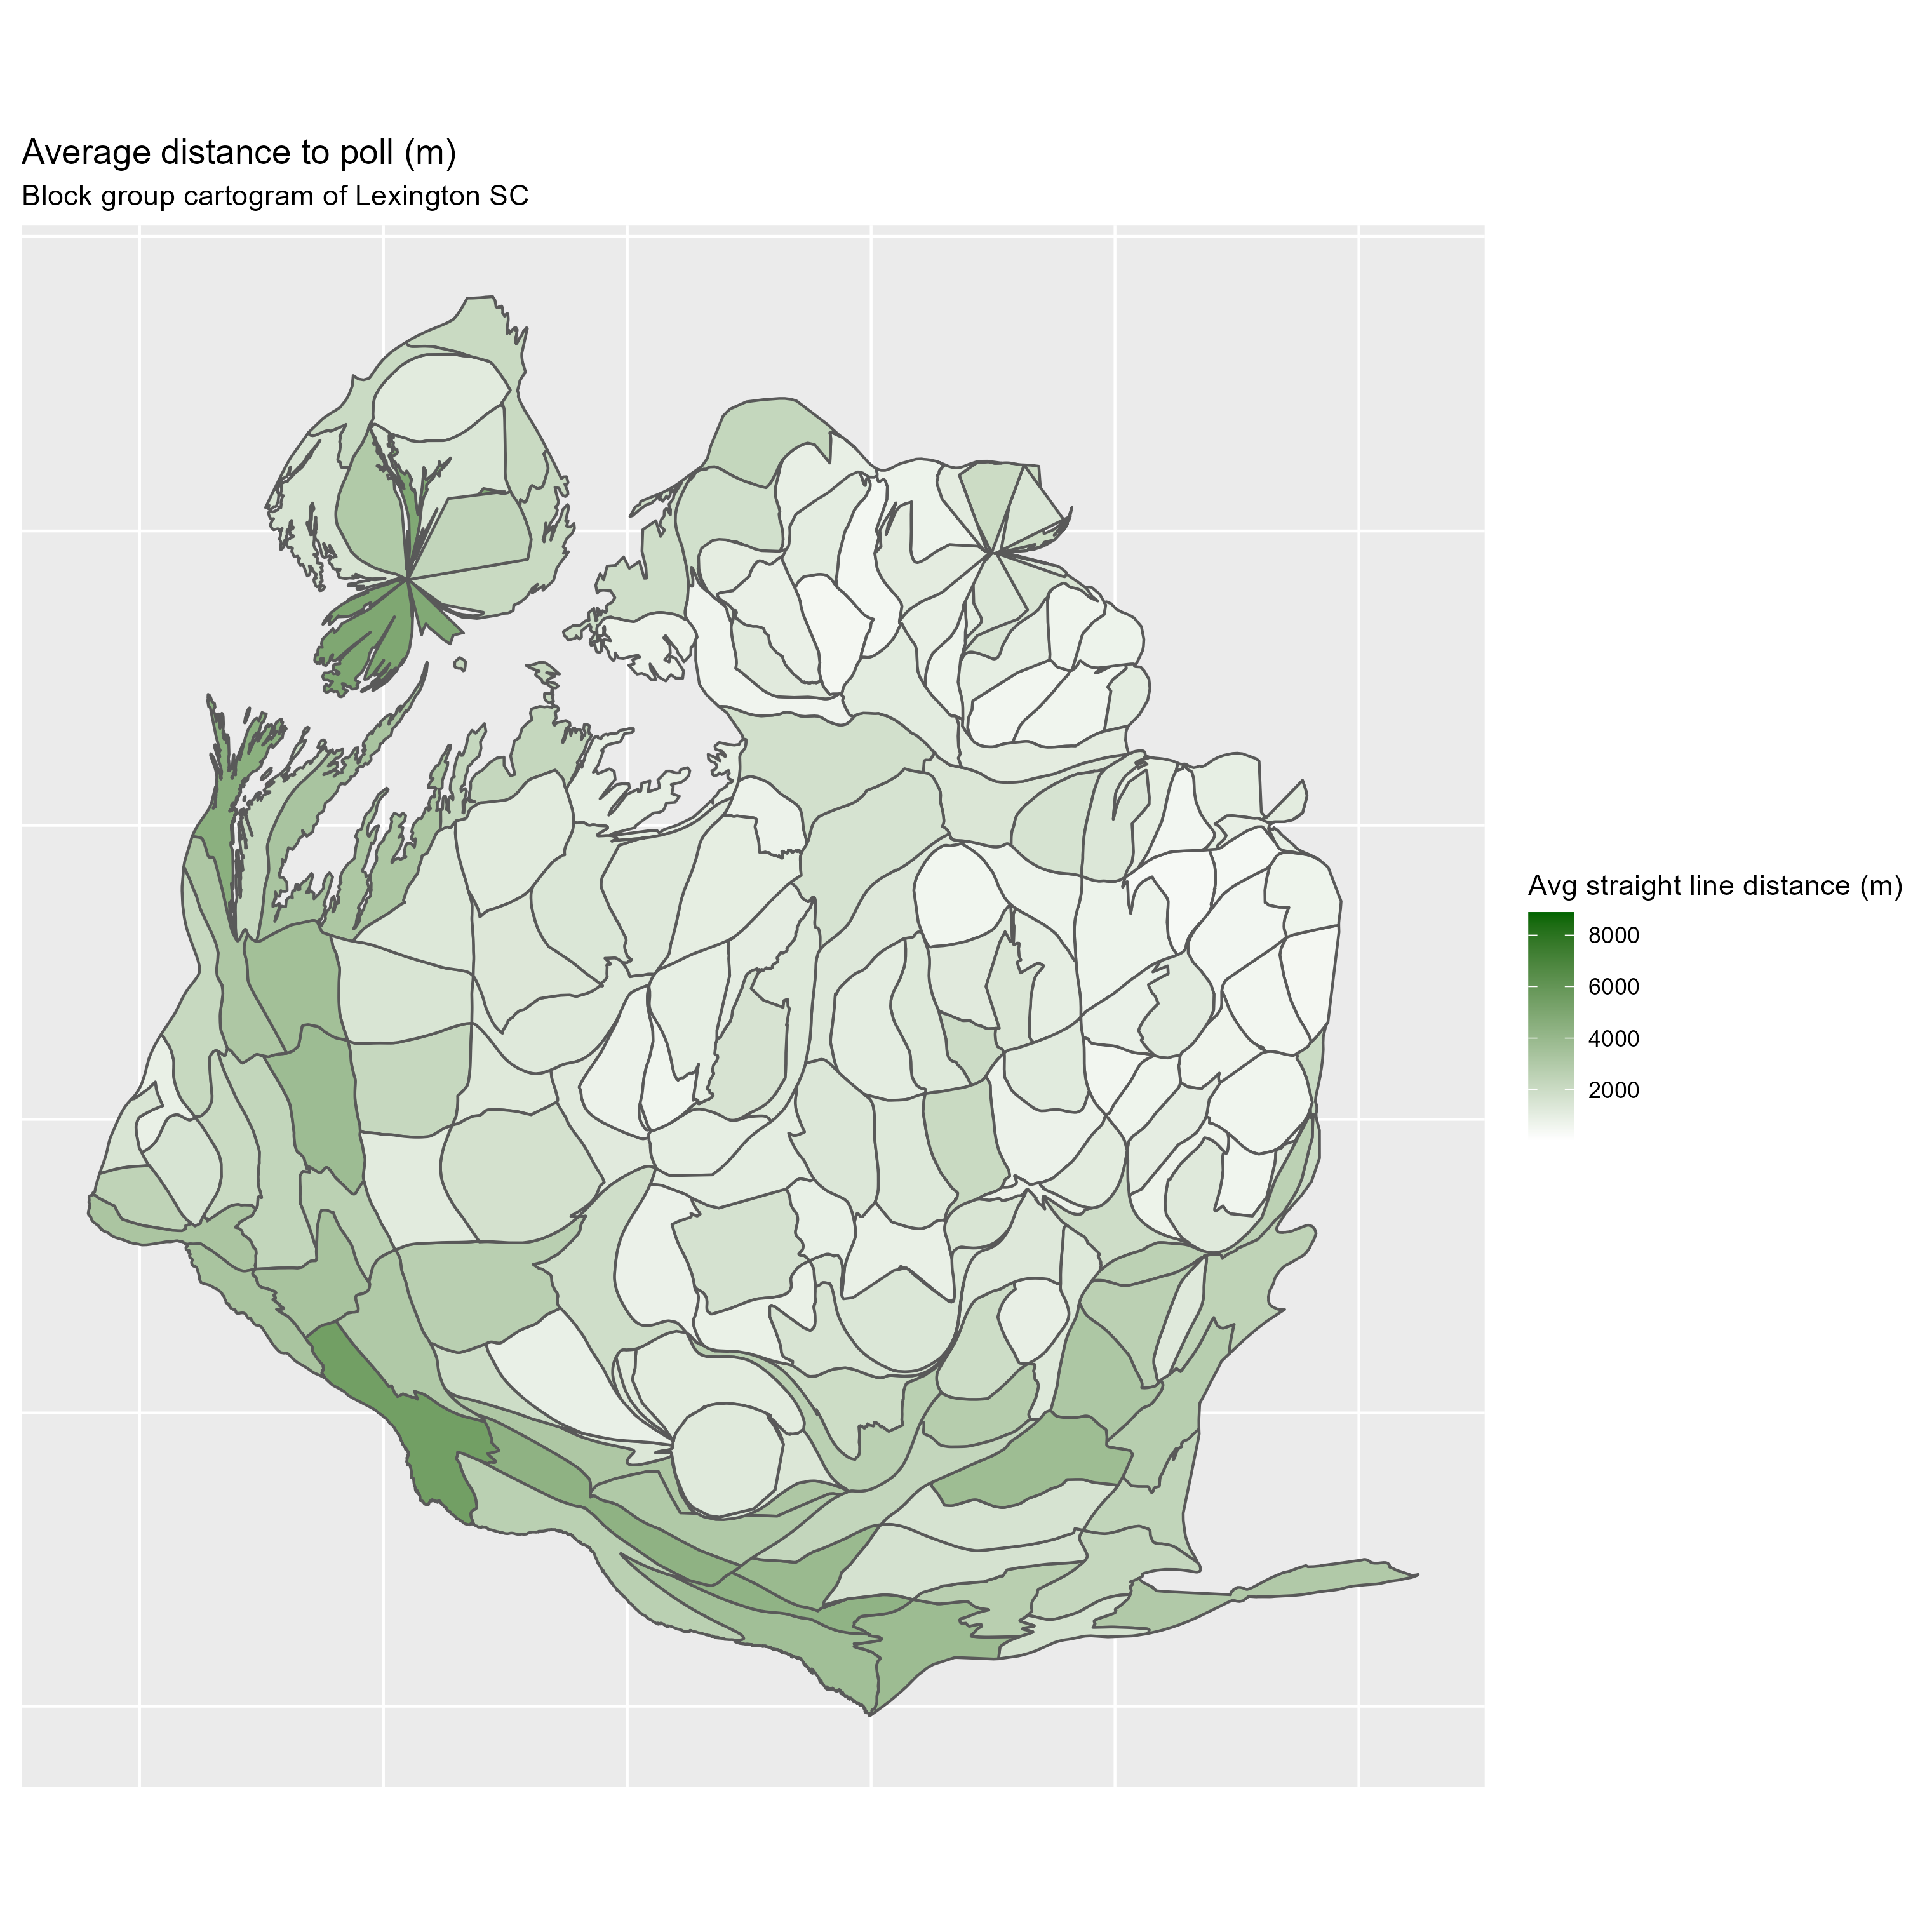 Average distance to poll (m)
Block group cartogram of Lexington SC
Avg straight line distance (m)
8000
6000
4000
2000